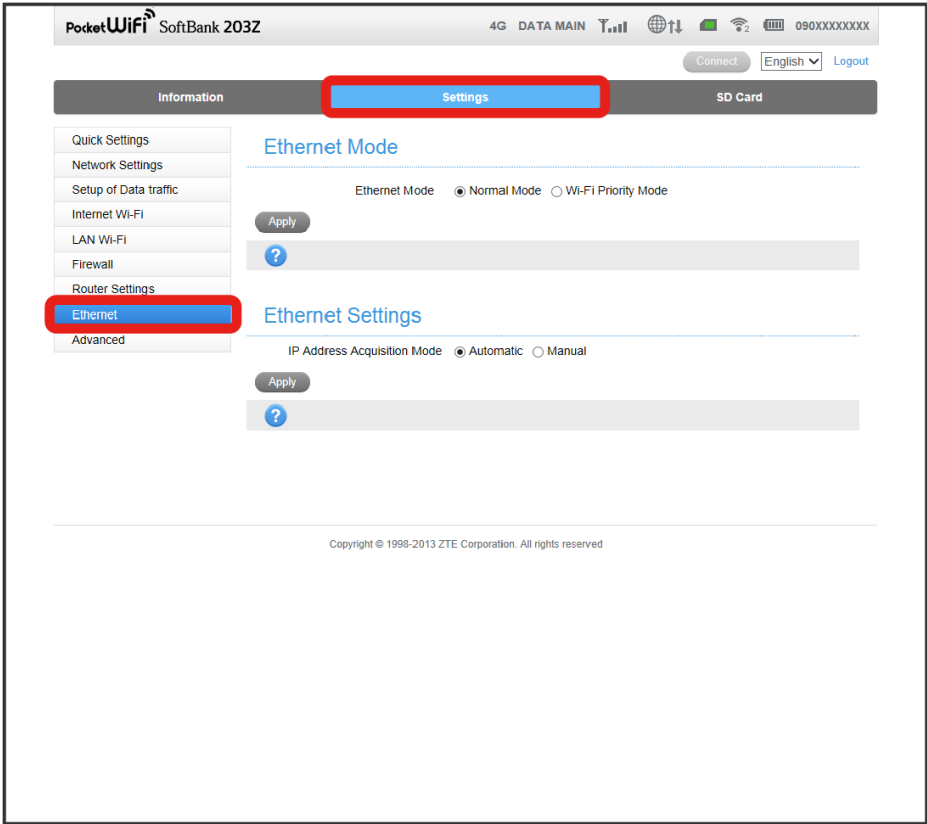 PocketWiFi SoftBank 203Z 4G DATA MAIN 2 090XXXXXXXX
Connect English Logout
Information Settings SD Card
Quick Settings
Network Settings
Setup of Data traffic
Internet Wi-Fi
LAN Wi-Fi
Firewall
Router Settings
Ethernet
Advanced
Ethernet Mode
Ethernet Mode Normal Mode Wi-Fi Priority Mode
Apply
?
Ethernet Settings
IP Address Acquisition Mode Automatic Manual
Apply
?
Copyright © 1998-2013 ZTE Corporation. All rights reserved